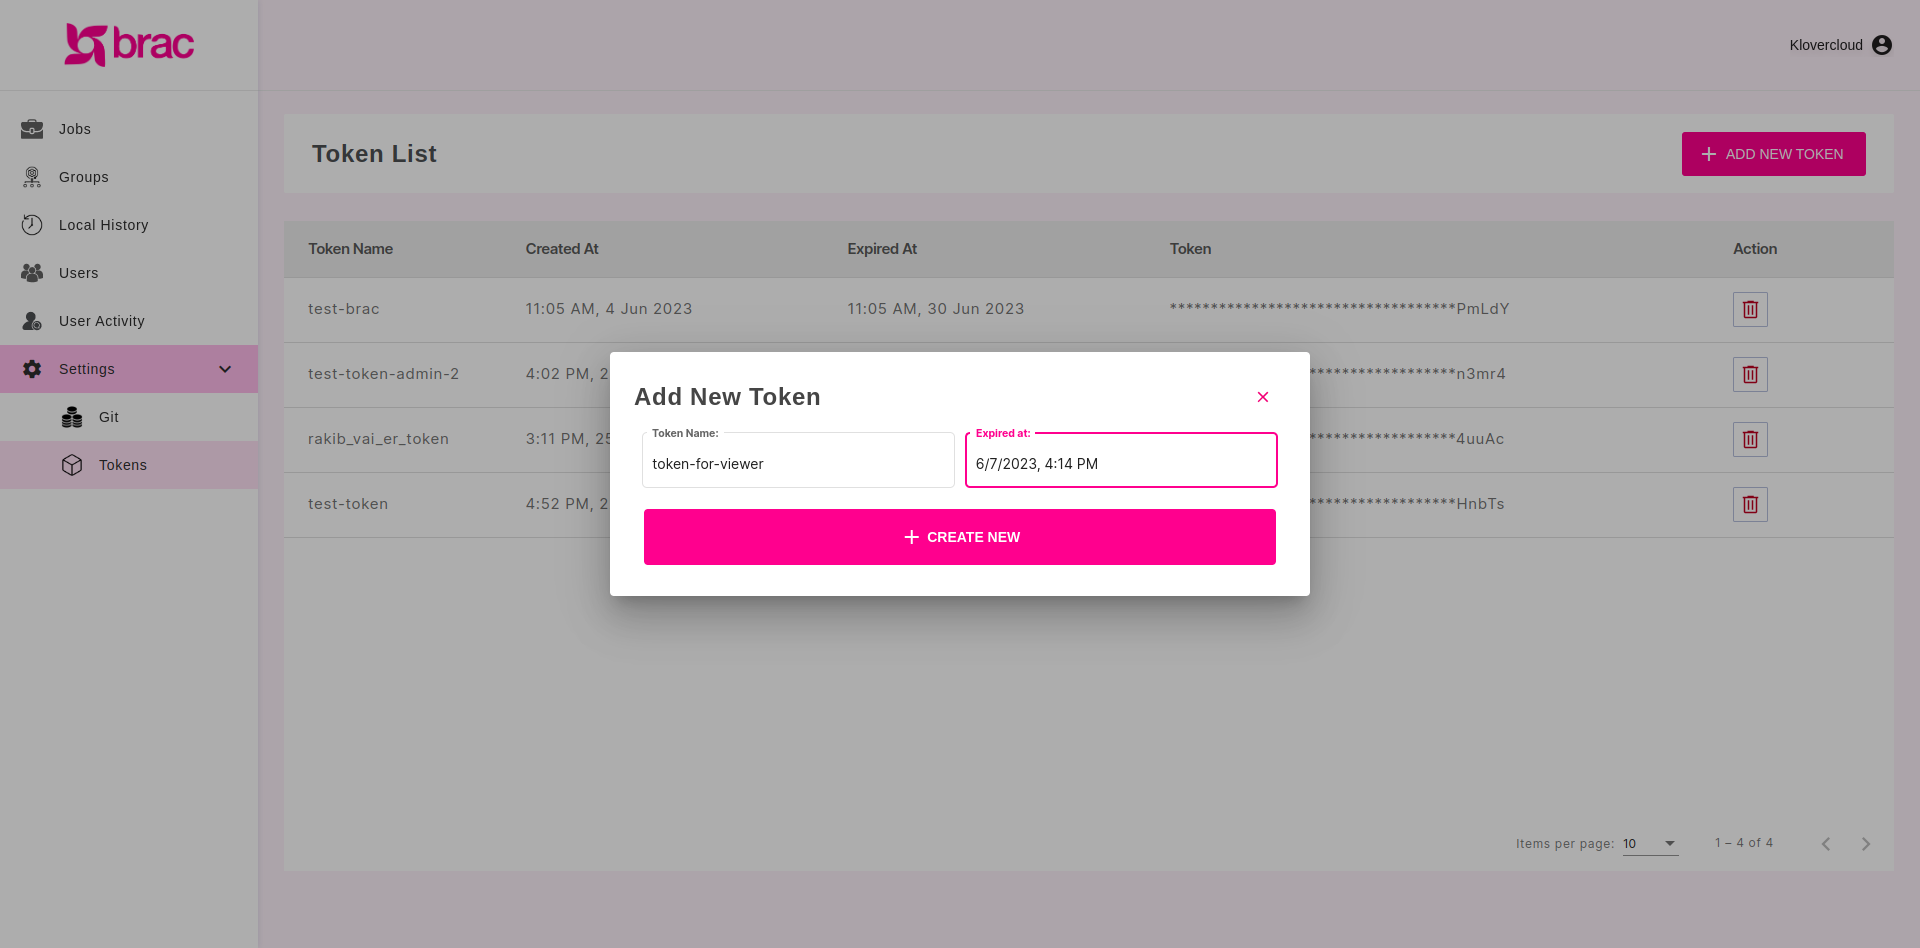 brac
Klovercloud
Jobs
Groups
Local History
Users
User Activity
Settings
Git
Tokens
Token List
ADD NEW TOKEN
Token Name Created At Expired At Token Action
test-brac 11:05 AM, 4 Jun 2023 11:05 AM, 30 Jun 2023 ***********************************PmLdY
test-token-admin-2 4:02 PM, 2 ******************n3mr4
rakib_vai_er_token 3:11 PM, 25 ******************4uuAc
test-token 4:52 PM, 2 ******************HnbTs
Add New Token
Token Name: Expired at:
token-for-viewer 6/7/2023, 4:14 PM
CREATE NEW
Items per page: 10 1 – 4 of 4